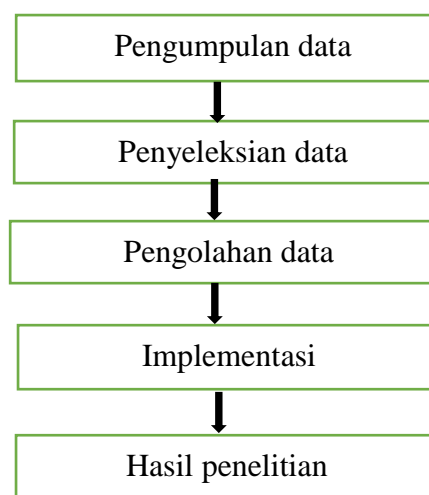 Pengumpulan data
Penyeleksian data
Pengolahan data
Implementasi
Hasil penelitian